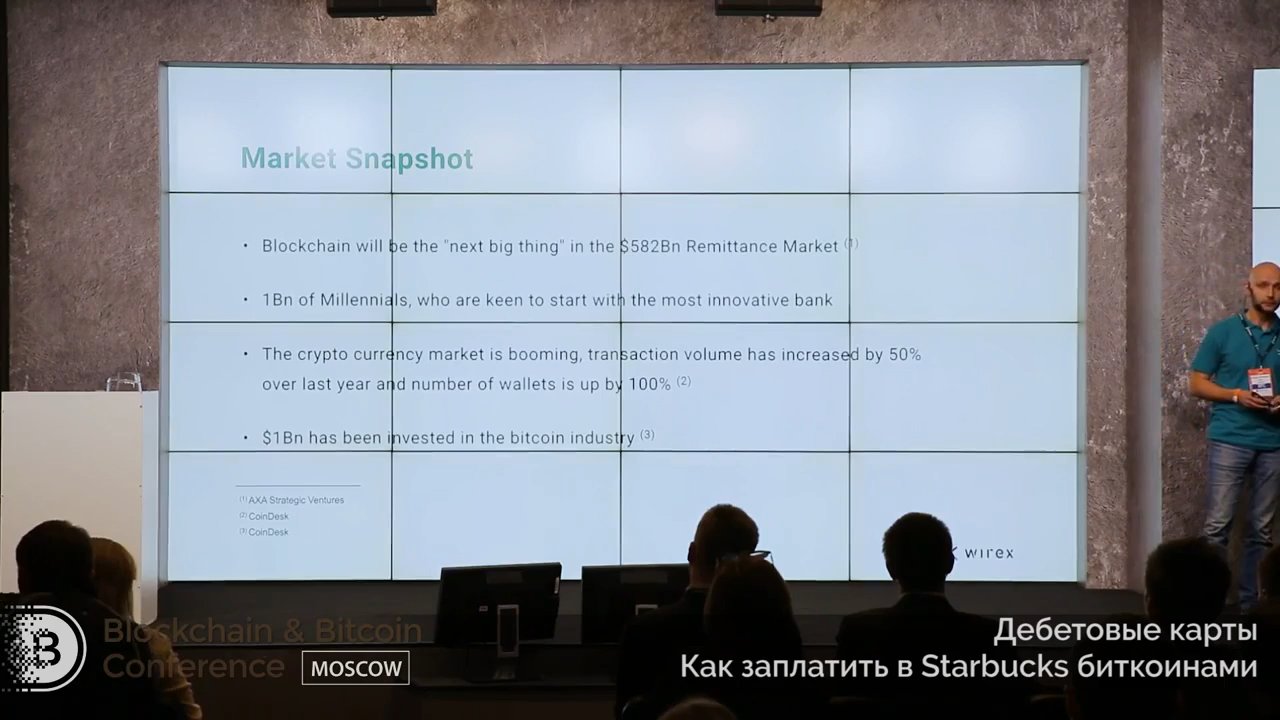 Market Snapshot
• Blockchain will be the "next big thing" in the $582Bn Remittance Market (1)
• 1Bn of Millennials, who are keen to start with the most innovative bank
• The crypto currency market is booming, transaction volume has increased by 50%
over last year and number of wallets is up by 100% (2)
• $1Bn has been invested in the bitcoin industry (3)
(1) AXA Strategic Ventures
(2) CoinDesk
(3) CoinDesk
wirex
Blockchain & Bitcoin
Conference MOSCOW
Дебетовые карты
Как заплатить в Starbucks биткоинами